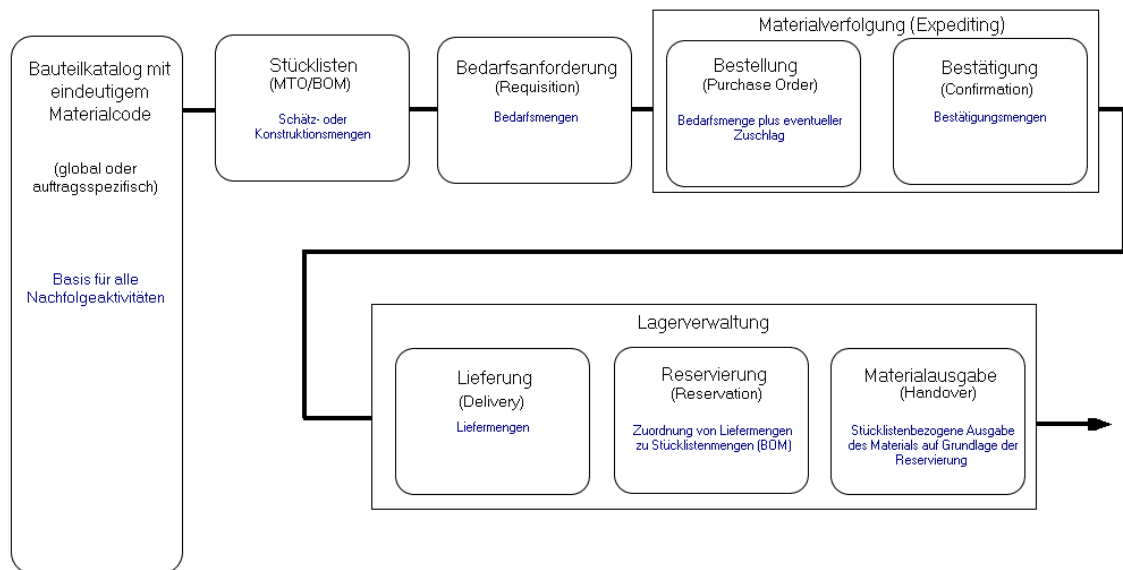 Bauteilkatalog mit
eindeutigem
Materialcode
(global oder
auftragsspezifisch)
Basis für alle
Nachfolgeaktivitäten
Stücklisten
(MTO/BOM)
Schätz- oder
Konstruktionsmengen
Bedarfsanforderung
(Requisition)
Bedarfsmengen
Materialverfolgung (Expediting)
Bestellung
(Purchase Order)
Bedarfsmenge plus eventueller
Zuschlag
Bestätigung
(Confirmation)
Bestätigungsmengen
Lagerverwaltung
Lieferung
(Delivery)
Liefermengen
Reservierung
(Reservation)
Zuordnung von Liefermengen
zu Stücklistenmengen (BOM)
Materialausgabe
(Handover)
Stücklistenbezogene Ausgabe
des Materials auf Grundlage der
Reservierung